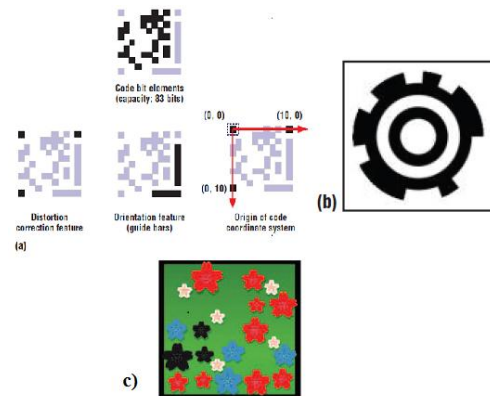 Code bit elements
(capacity: 83 bits)
(0, 0)
(10, 0)
(0, 10)
Distortion
correction feature
Orientation feature
(guide bars)
Origin of code
coordinate system
(a)
(b)
c)